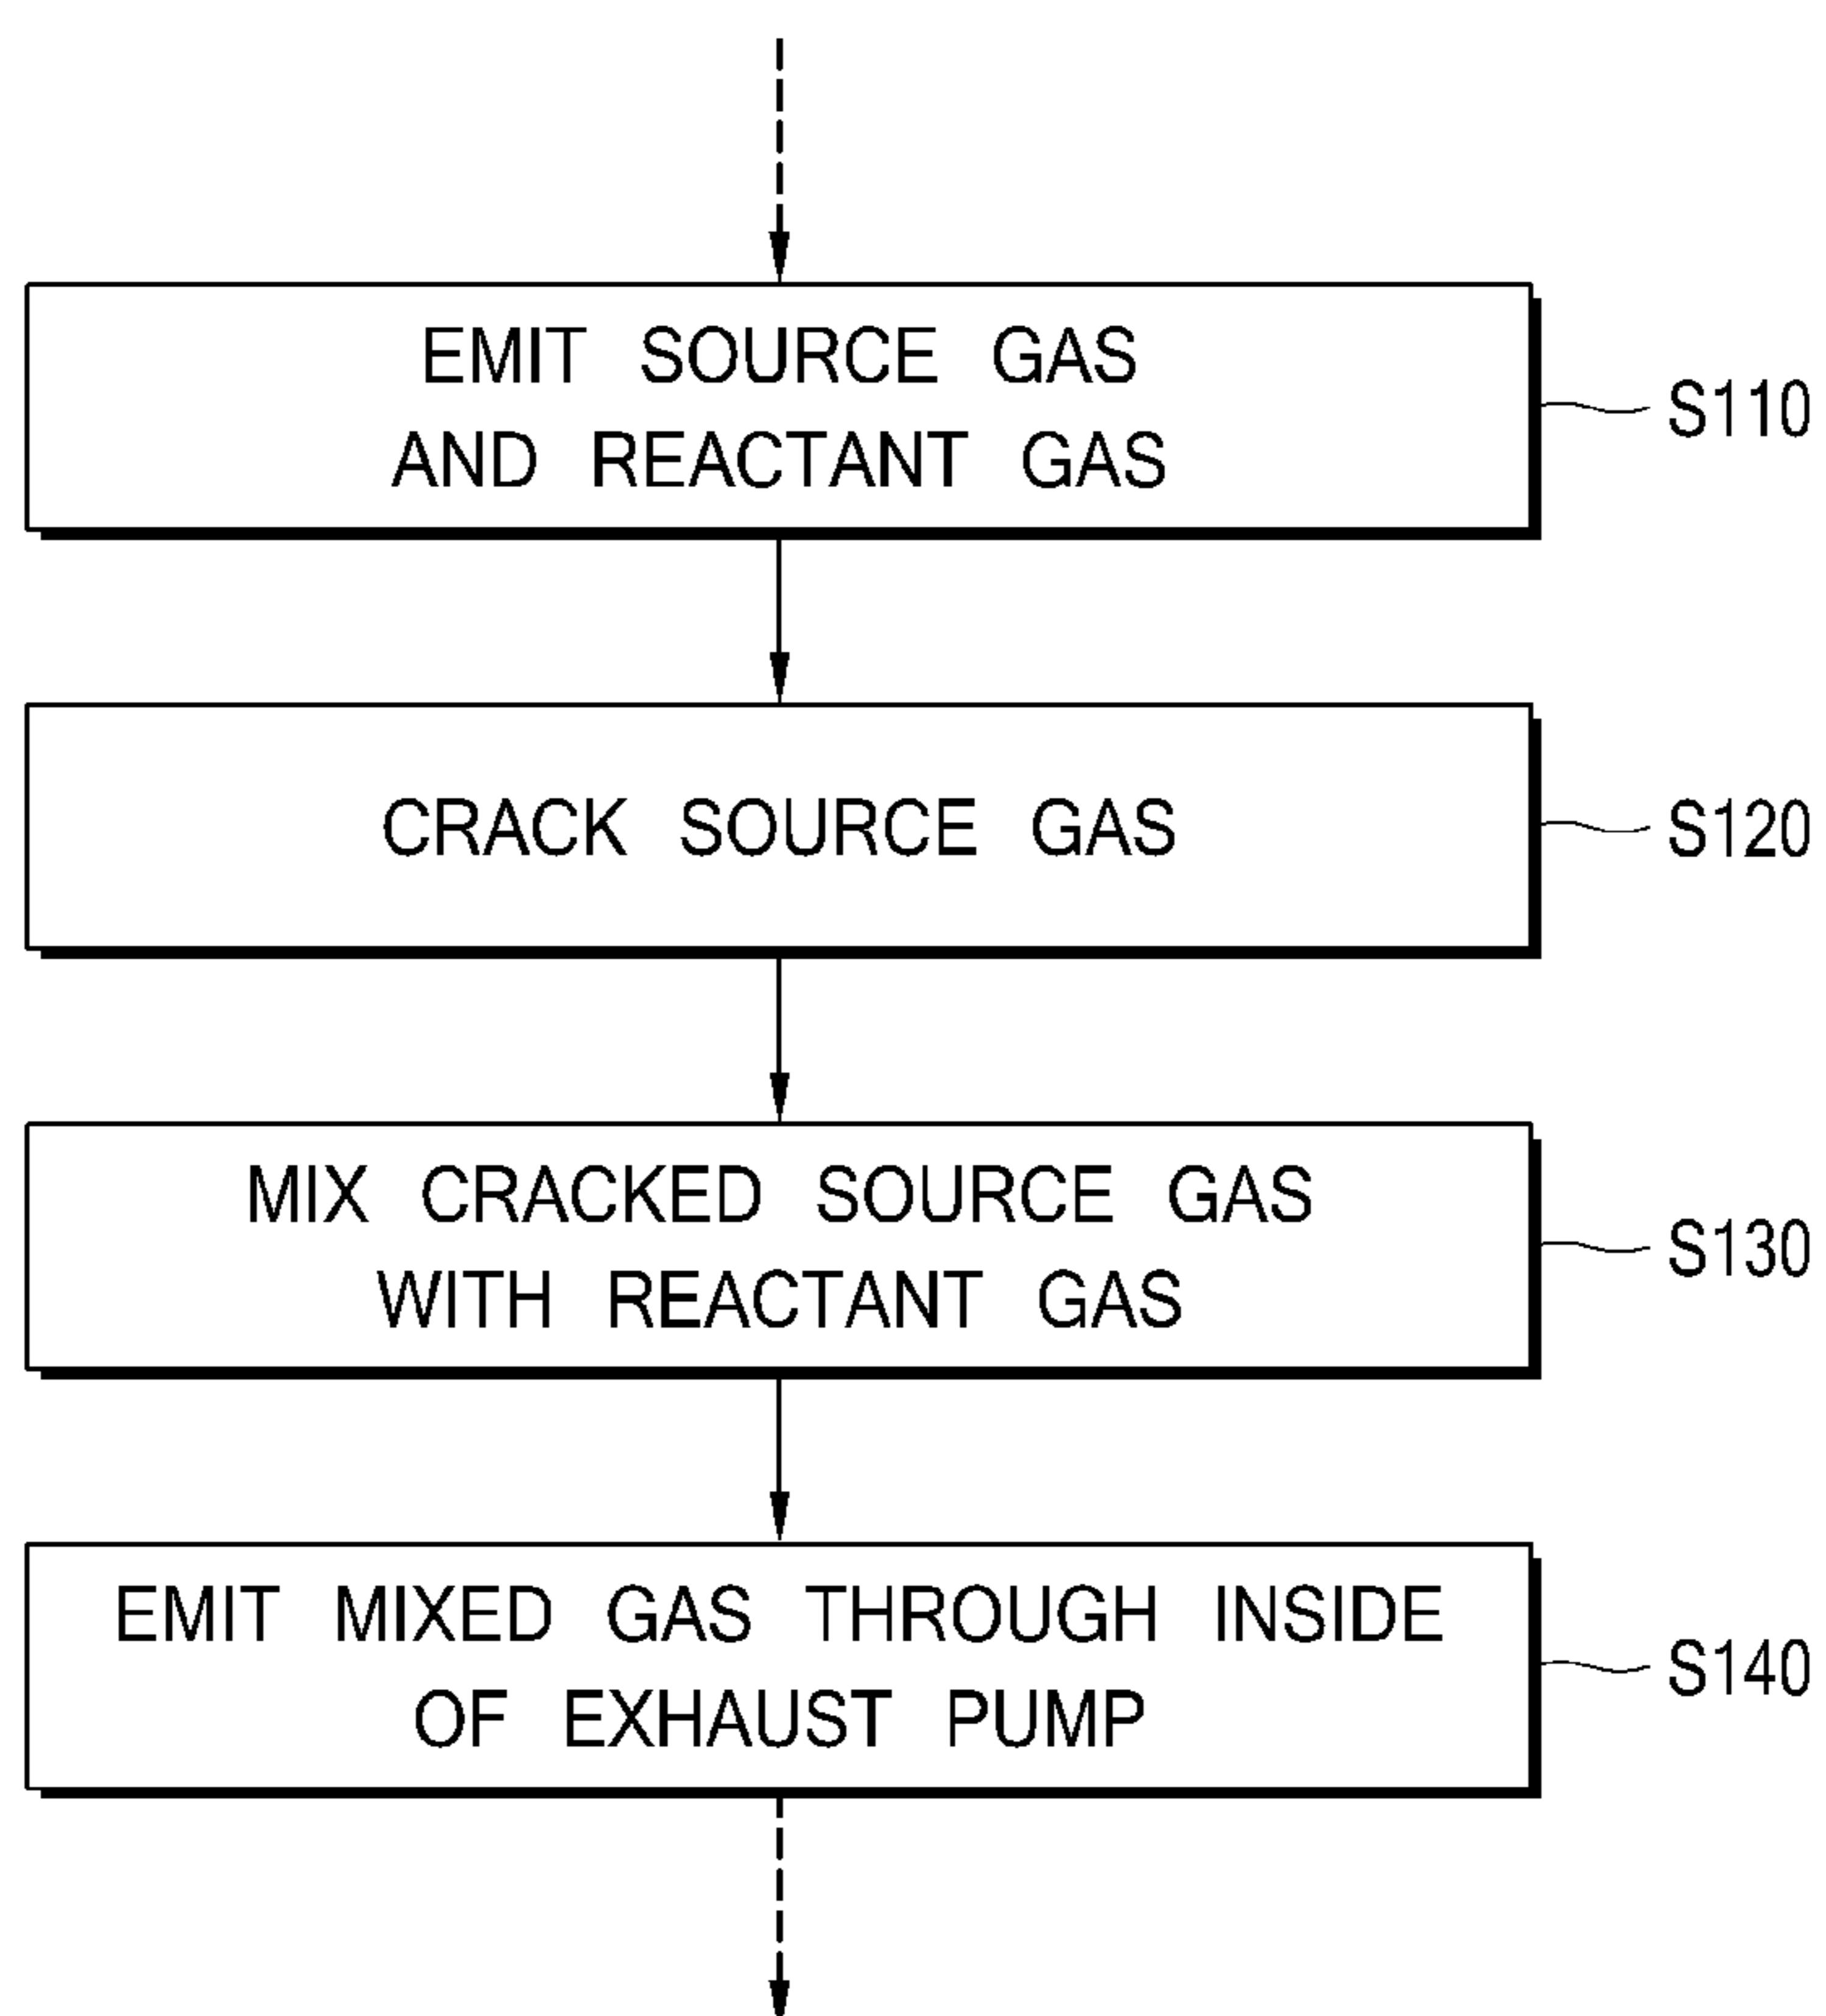 EMIT SOURCE GAS
AND REACTANT GAS
S110
CRACK SOURCE GAS
S120
MIX CRACKED SOURCE GAS
WITH REACTANT GAS
S130
EMIT MIXED GAS THROUGH INSIDE
OF EXHAUST PUMP
S140